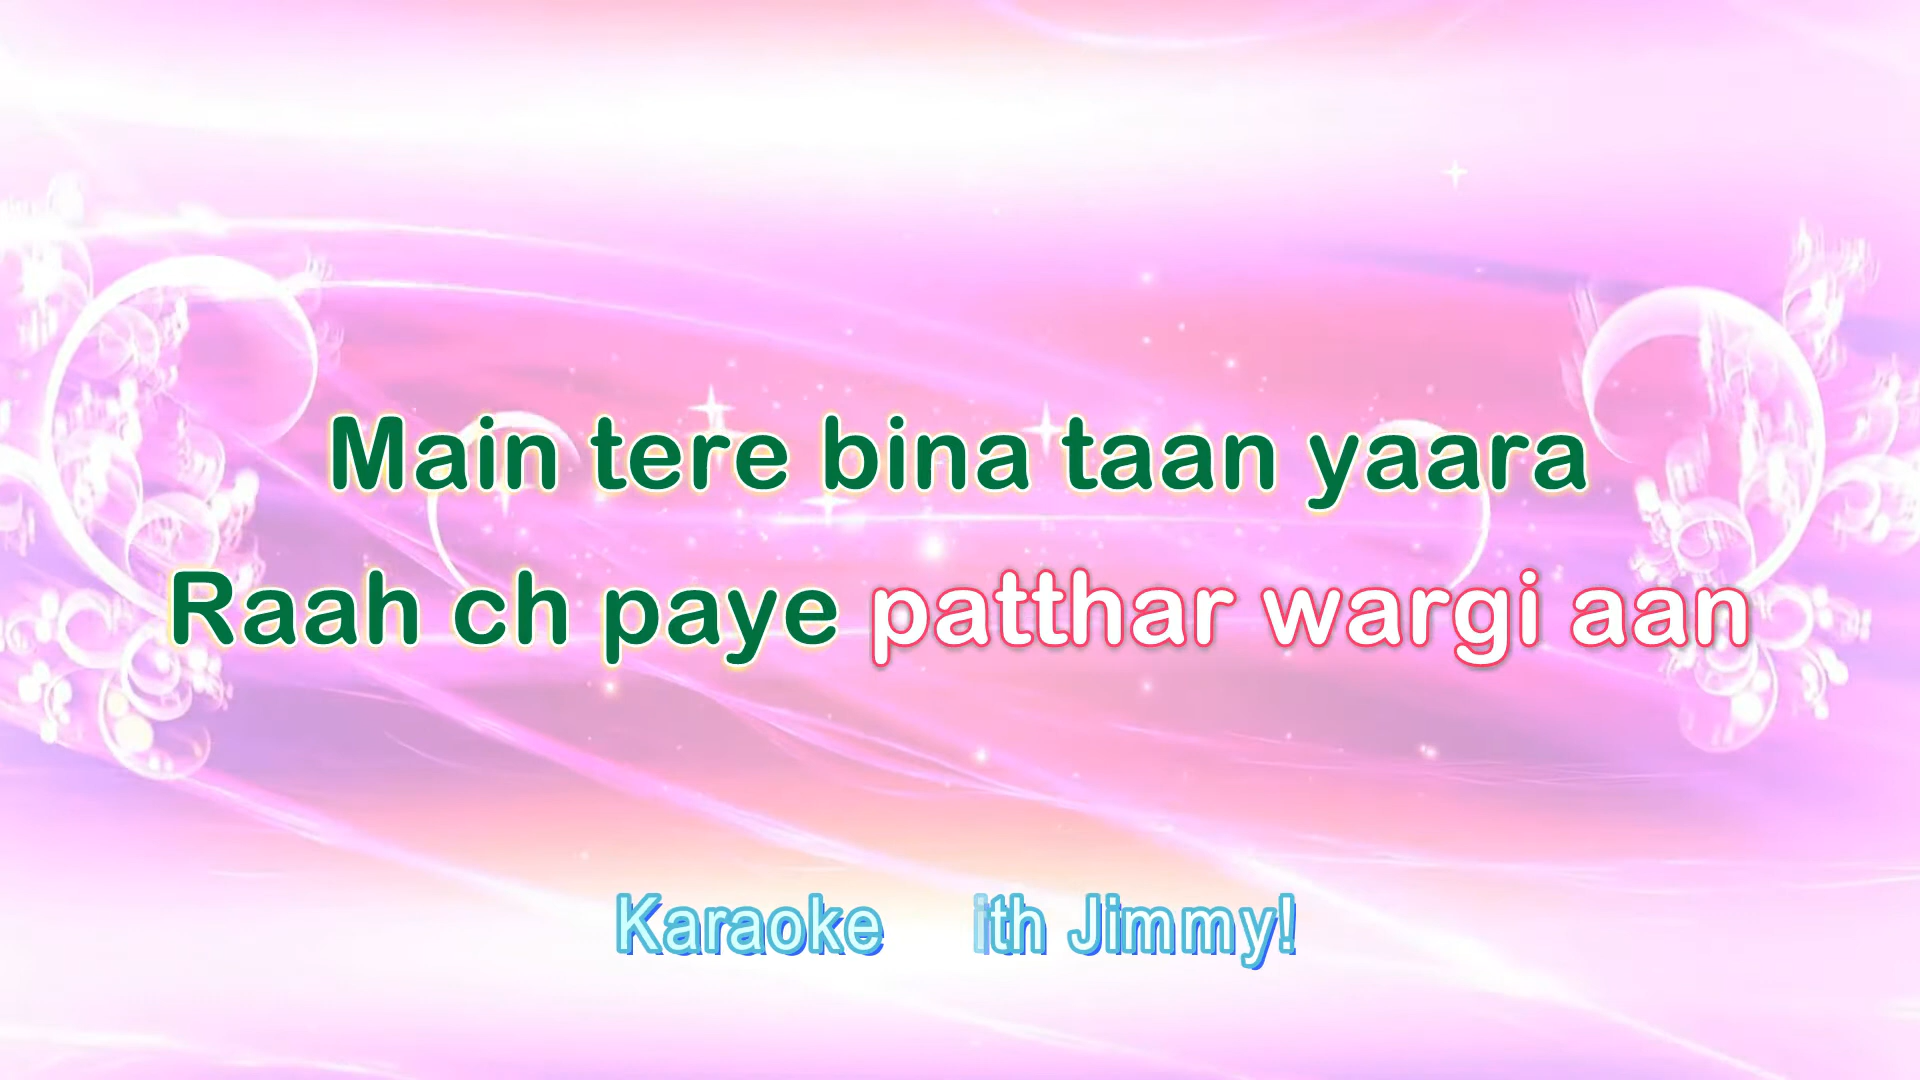 Main tere bina taan yaara
Raah ch paye patthar wargi aan
Karaoke ith Jimmy!